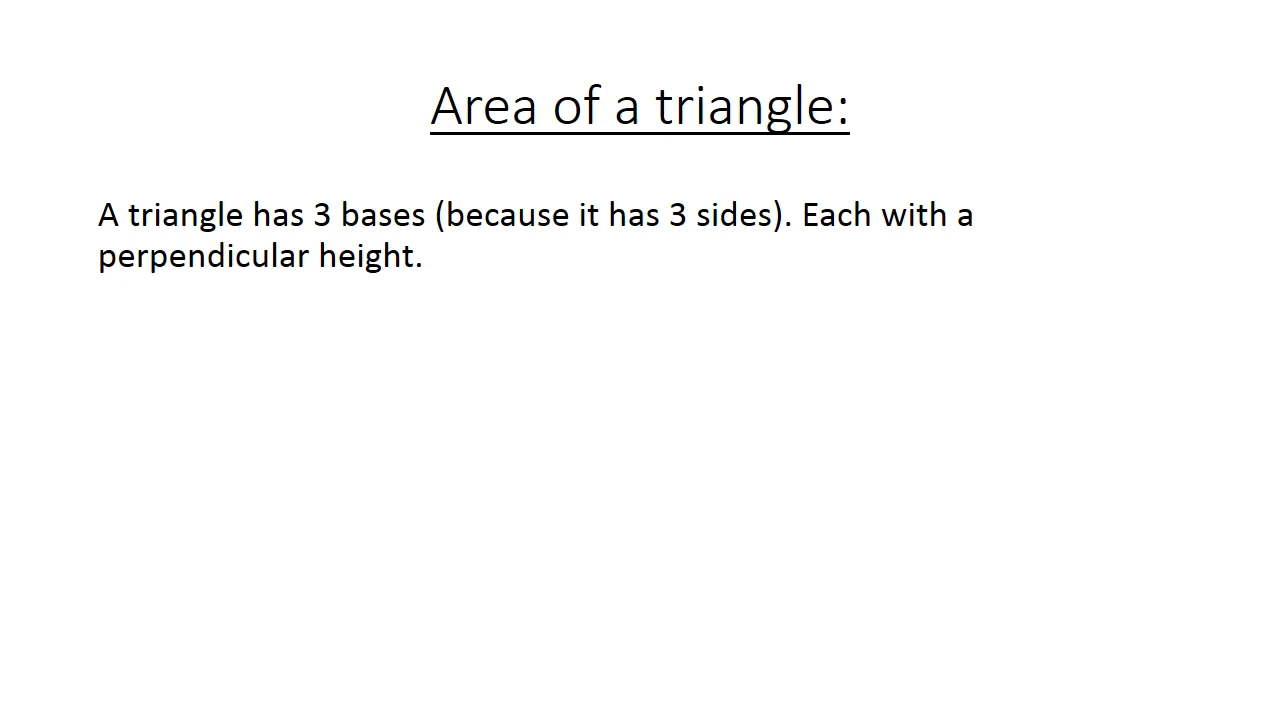 Area of a triangle:
A triangle has 3 bases (because it has 3 sides). Each with a
perpendicular height.